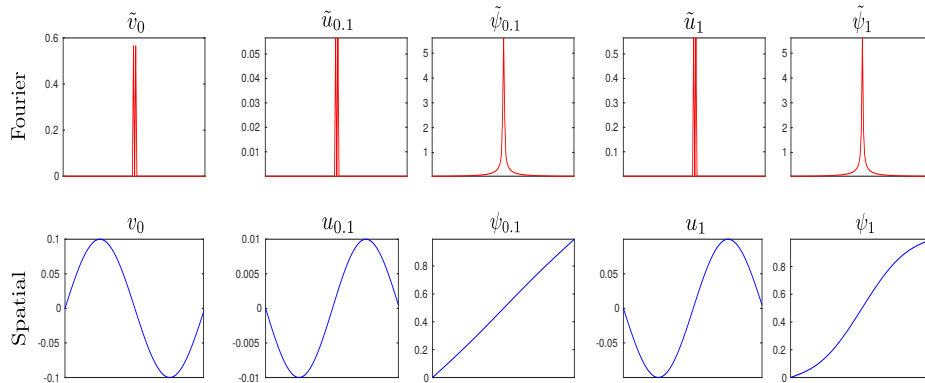 ṽ₀ ũ₀.₁ ψ̃₀.₁ ũ₁ ψ̃₁
Fourier
0.6 0.4 0.2 0
0.05 0.04 0.03 0.02 0.01
5 4 3 2 1
0.5 0.4 0.3 0.2 0.1
5 4 3 2 1
v₀ u₀.₁ ψ₀.₁ u₁ ψ₁
Spatial
0.1 0.05 0 -0.05 -0.1
0.01 0.005 0 -0.005 -0.01
0.8 0.6 0.4 0.2 0
0.05 0 -0.05
0.8 0.6 0.4 0.2 0